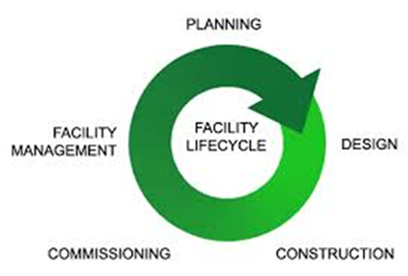 PLANNING
FACILITY
LIFECYCLE
DESIGN
CONSTRUCTION
COMMISSIONING
FACILITY
MANAGEMENT